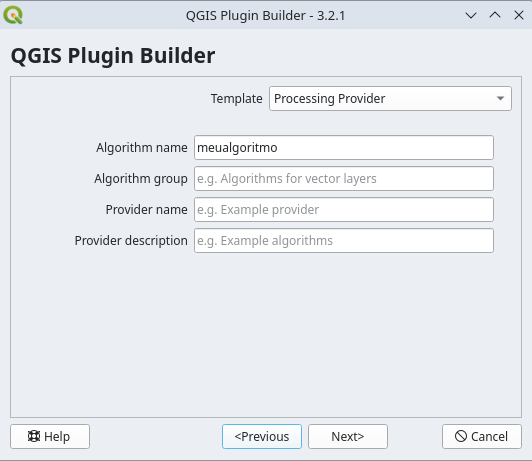 QGIS Plugin Builder - 3.2.1
QGIS Plugin Builder
Template Processing Provider
Algorithm name meualgoritmo
Algorithm group e.g. Algorithms for vector layers
Provider name e.g. Example provider
Provider description e.g. Example algorithms
Help <Previous Next> Cancel